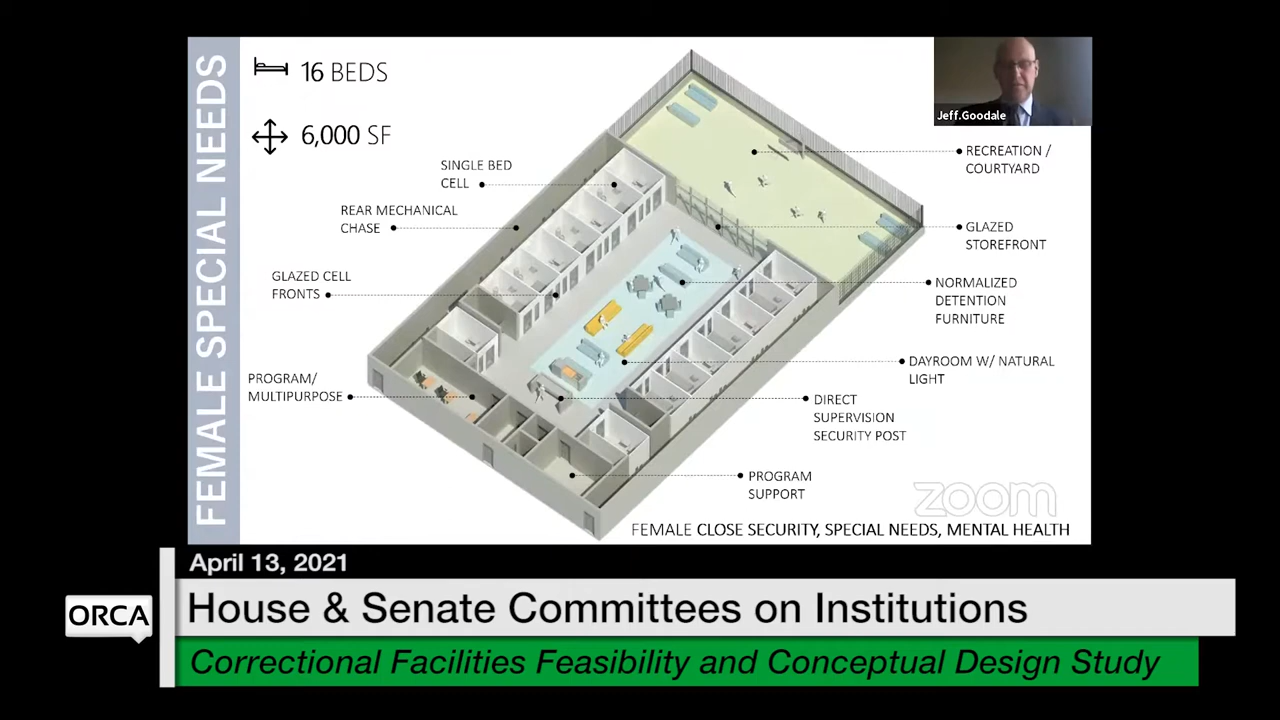 FEMALE SPECIAL NEEDS
16 BEDS
6,000 SF
Jeff.Goodale
SINGLE BED
CELL
REAR MECHANICAL
CHASE
GLAZED CELL
FRONTS
PROGRAM/
MULTIPURPOSE
RECREATION /
COURTYARD
GLAZED
STOREFRONT
NORMALIZED
DETENTION
FURNITURE
DAYROOM W/ NATURAL
LIGHT
DIRECT
SUPERVISION
SECURITY POST
PROGRAM
SUPPORT
zoom
FEMALE CLOSE SECURITY, SPECIAL NEEDS, MENTAL HEALTH
April 13, 2021
ORCA
House & Senate Committees on Institutions
Correctional Facilities Feasibility and Conceptual Design Study